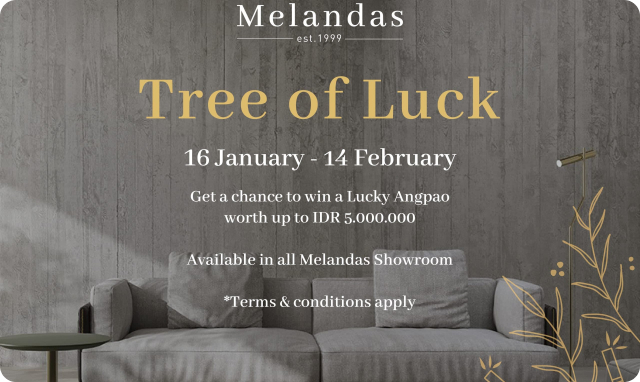 Melandas
est.1999
Tree of Luck
16 January - 14 February
Get a chance to win a Lucky Angpao
worth up to IDR 5.000.000
Available in all Melandas Showroom
*Terms & conditions apply